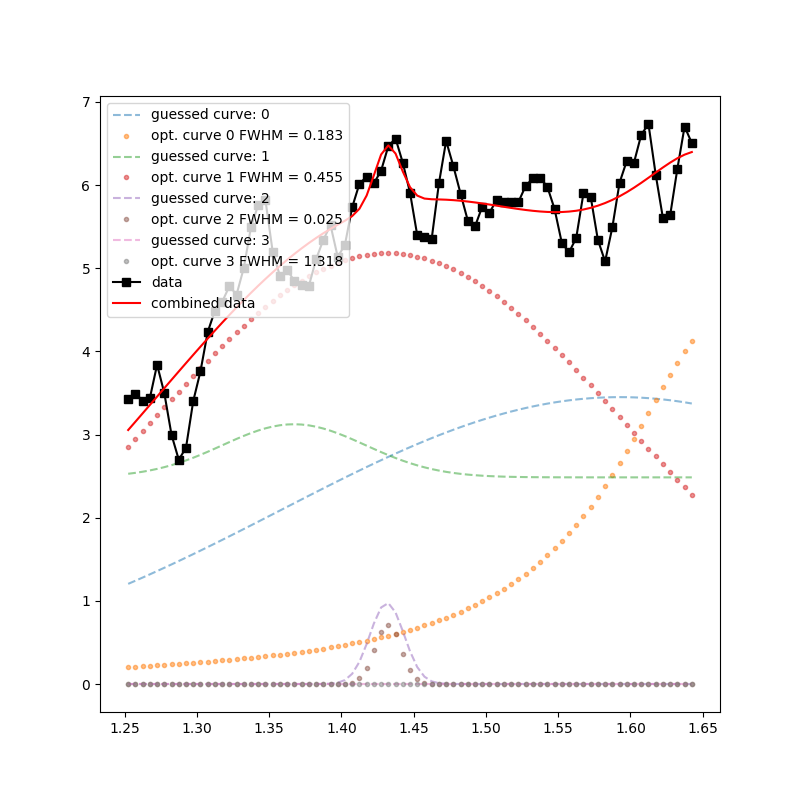 7
6
5
4
3
2
1
0
guessed curve: 0
opt. curve 0 FWHM = 0.183
guessed curve: 1
opt. curve 1 FWHM = 0.455
guessed curve: 2
opt. curve 2 FWHM = 0.025
guessed curve: 3
opt. curve 3 FWHM = 1.318
data
combined data
1.25 1.30 1.35 1.40 1.45 1.50 1.55 1.60 1.65